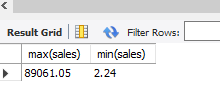 Result Grid Filter Rows:
max(sales) min(sales)
89061.05 2.24